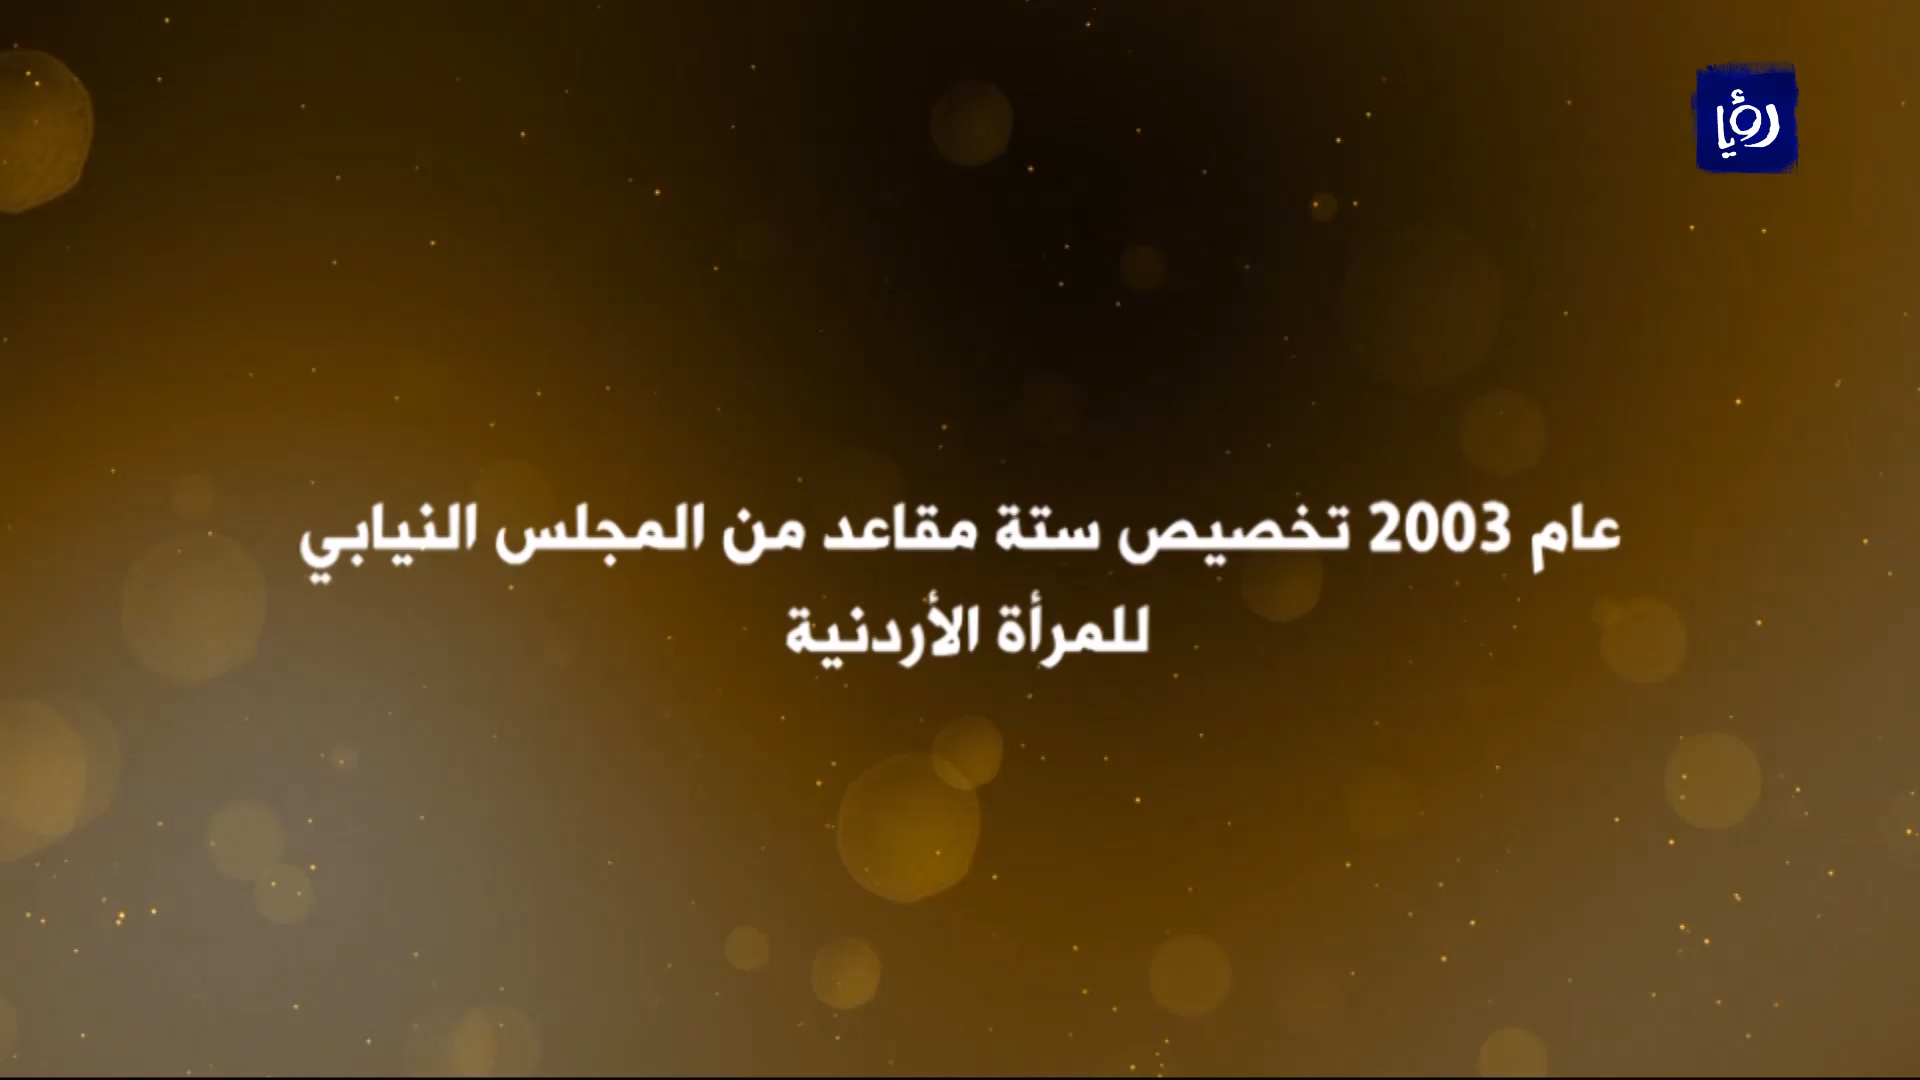 رؤيا
عام 2003 تخصيص ستة مقاعد من المجلس النيابي
للمرأة الأردنية